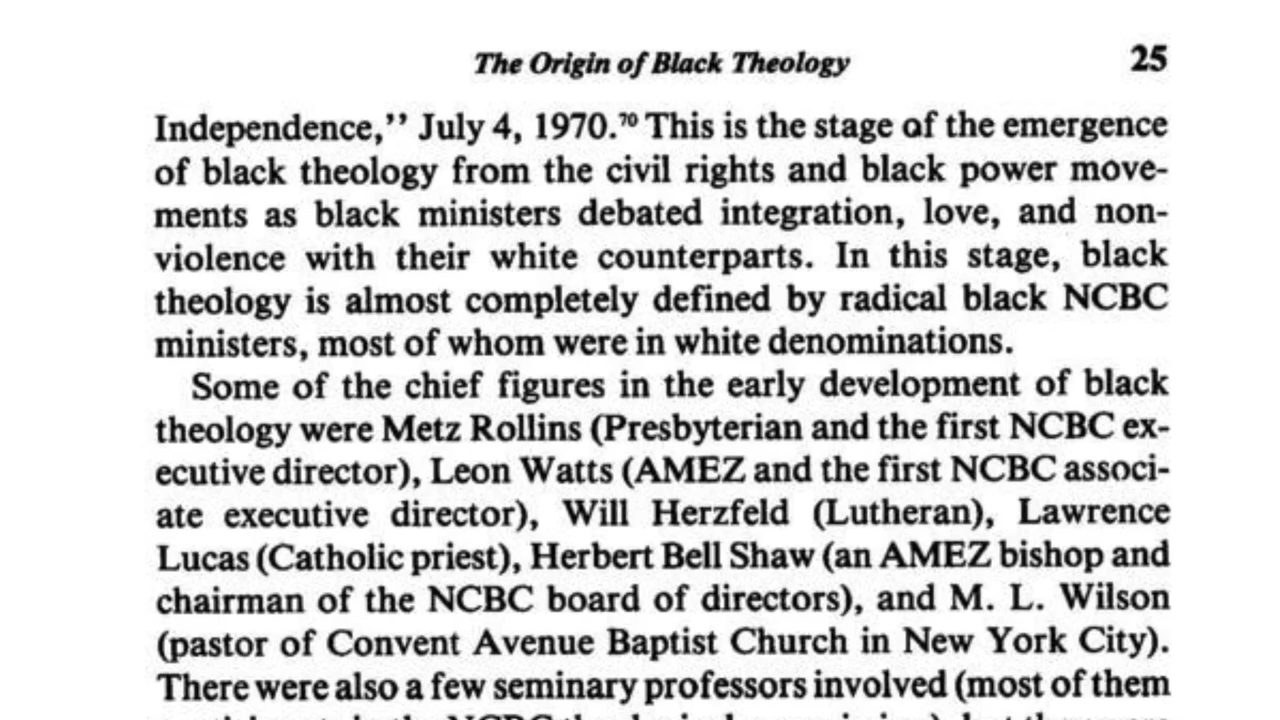 The Origin of Black Theology 25
Independence,’’ July 4, 1970.⁷⁰ This is the stage of the emergence
of black theology from the civil rights and black power move-
ments as black ministers debated integration, love, and non-
violence with their white counterparts. In this stage, black
theology is almost completely defined by radical black NCBC
ministers, most of whom were in white denominations.
Some of the chief figures in the early development of black
theology were Metz Rollins (Presbyterian and the first NCBC ex-
ecutive director), Leon Watts (AMEZ and the first NCBC associ-
ate executive director), Will Herzfeld (Lutheran), Lawrence
Lucas (Catholic priest), Herbert Bell Shaw (an AMEZ bishop and
chairman of the NCBC board of directors), and M. L. Wilson
(pastor of Convent Avenue Baptist Church in New York City).
There were also a few seminary professors involved (most of them